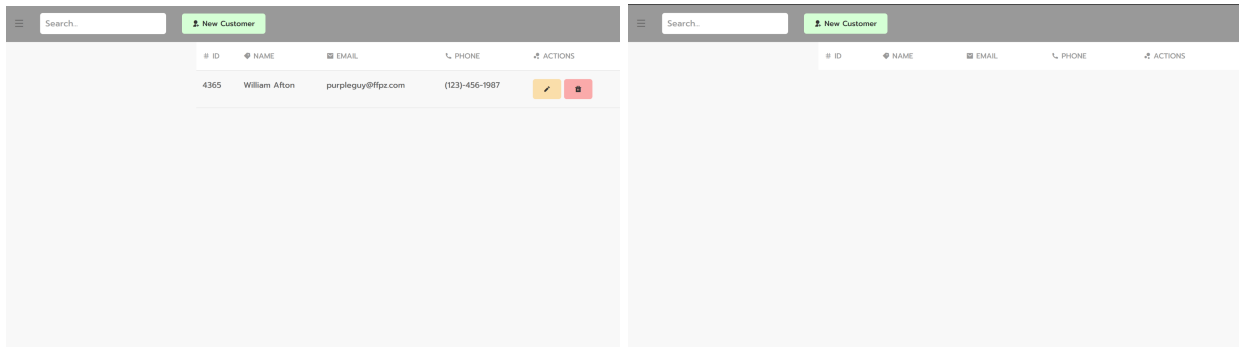 Search..
New Customer
# ID NAME EMAIL PHONE ACTIONS
4365 William Afton purpleguy@ffpz.com (123)-456-1987
Search..
New Customer
# ID NAME EMAIL PHONE ACTIONS